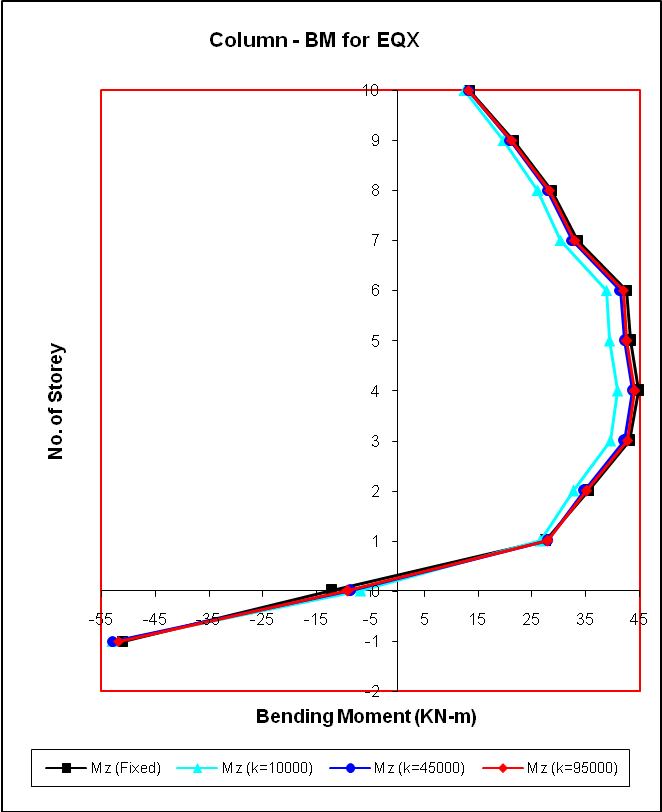 Column - BM for EQX
10
9
8
7
6
5
4
3
2
1
0
-55 -45 -35 -25 -15 -5 5 15 25 35 45
-1
-2
No. of Storey
Bending Moment (KN-m)
Mz (Fixed) Mz (k=10000) Mz (k=45000) Mz (k=95000)